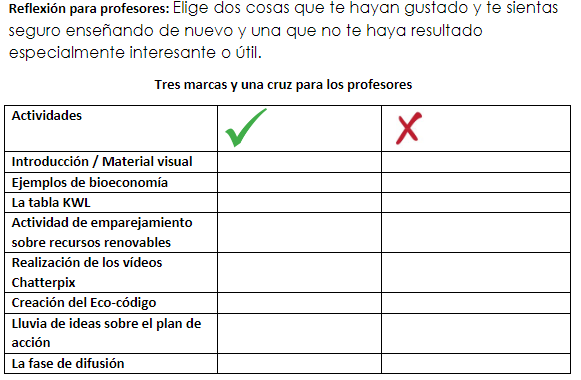 Reflexión para profesores: Elige dos cosas que te hayan gustado y te sientas
seguro enseñando de nuevo y una que no te haya resultado
especialmente interesante o útil.
Tres marcas y una cruz para los profesores
Actividades
Introducción / Material visual
Ejemplos de bioeconomía
La tabla KWL
Actividad de emparejamiento
sobre recursos renovables
Realización de los vídeos
Chatterpix
Creación del Eco-código
Lluvia de ideas sobre el plan de
acción
La fase de difusión